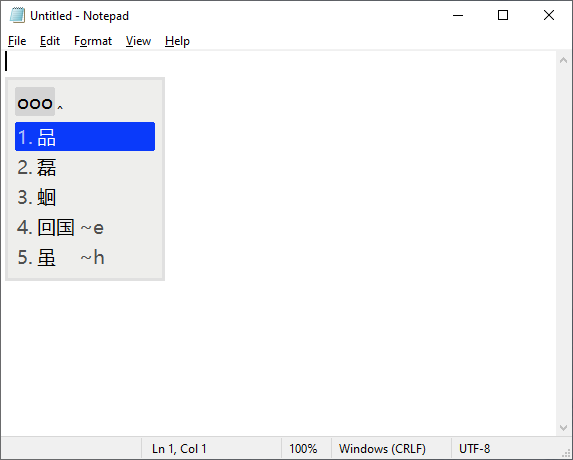 Untitled - Notepad
File Edit Format View Help
ooo‸
1. 品
2. 磊
3. 蛔
4. 回国 ~e
5. 虽 ~h
Ln 1, Col 1 100% Windows (CRLF) UTF-8